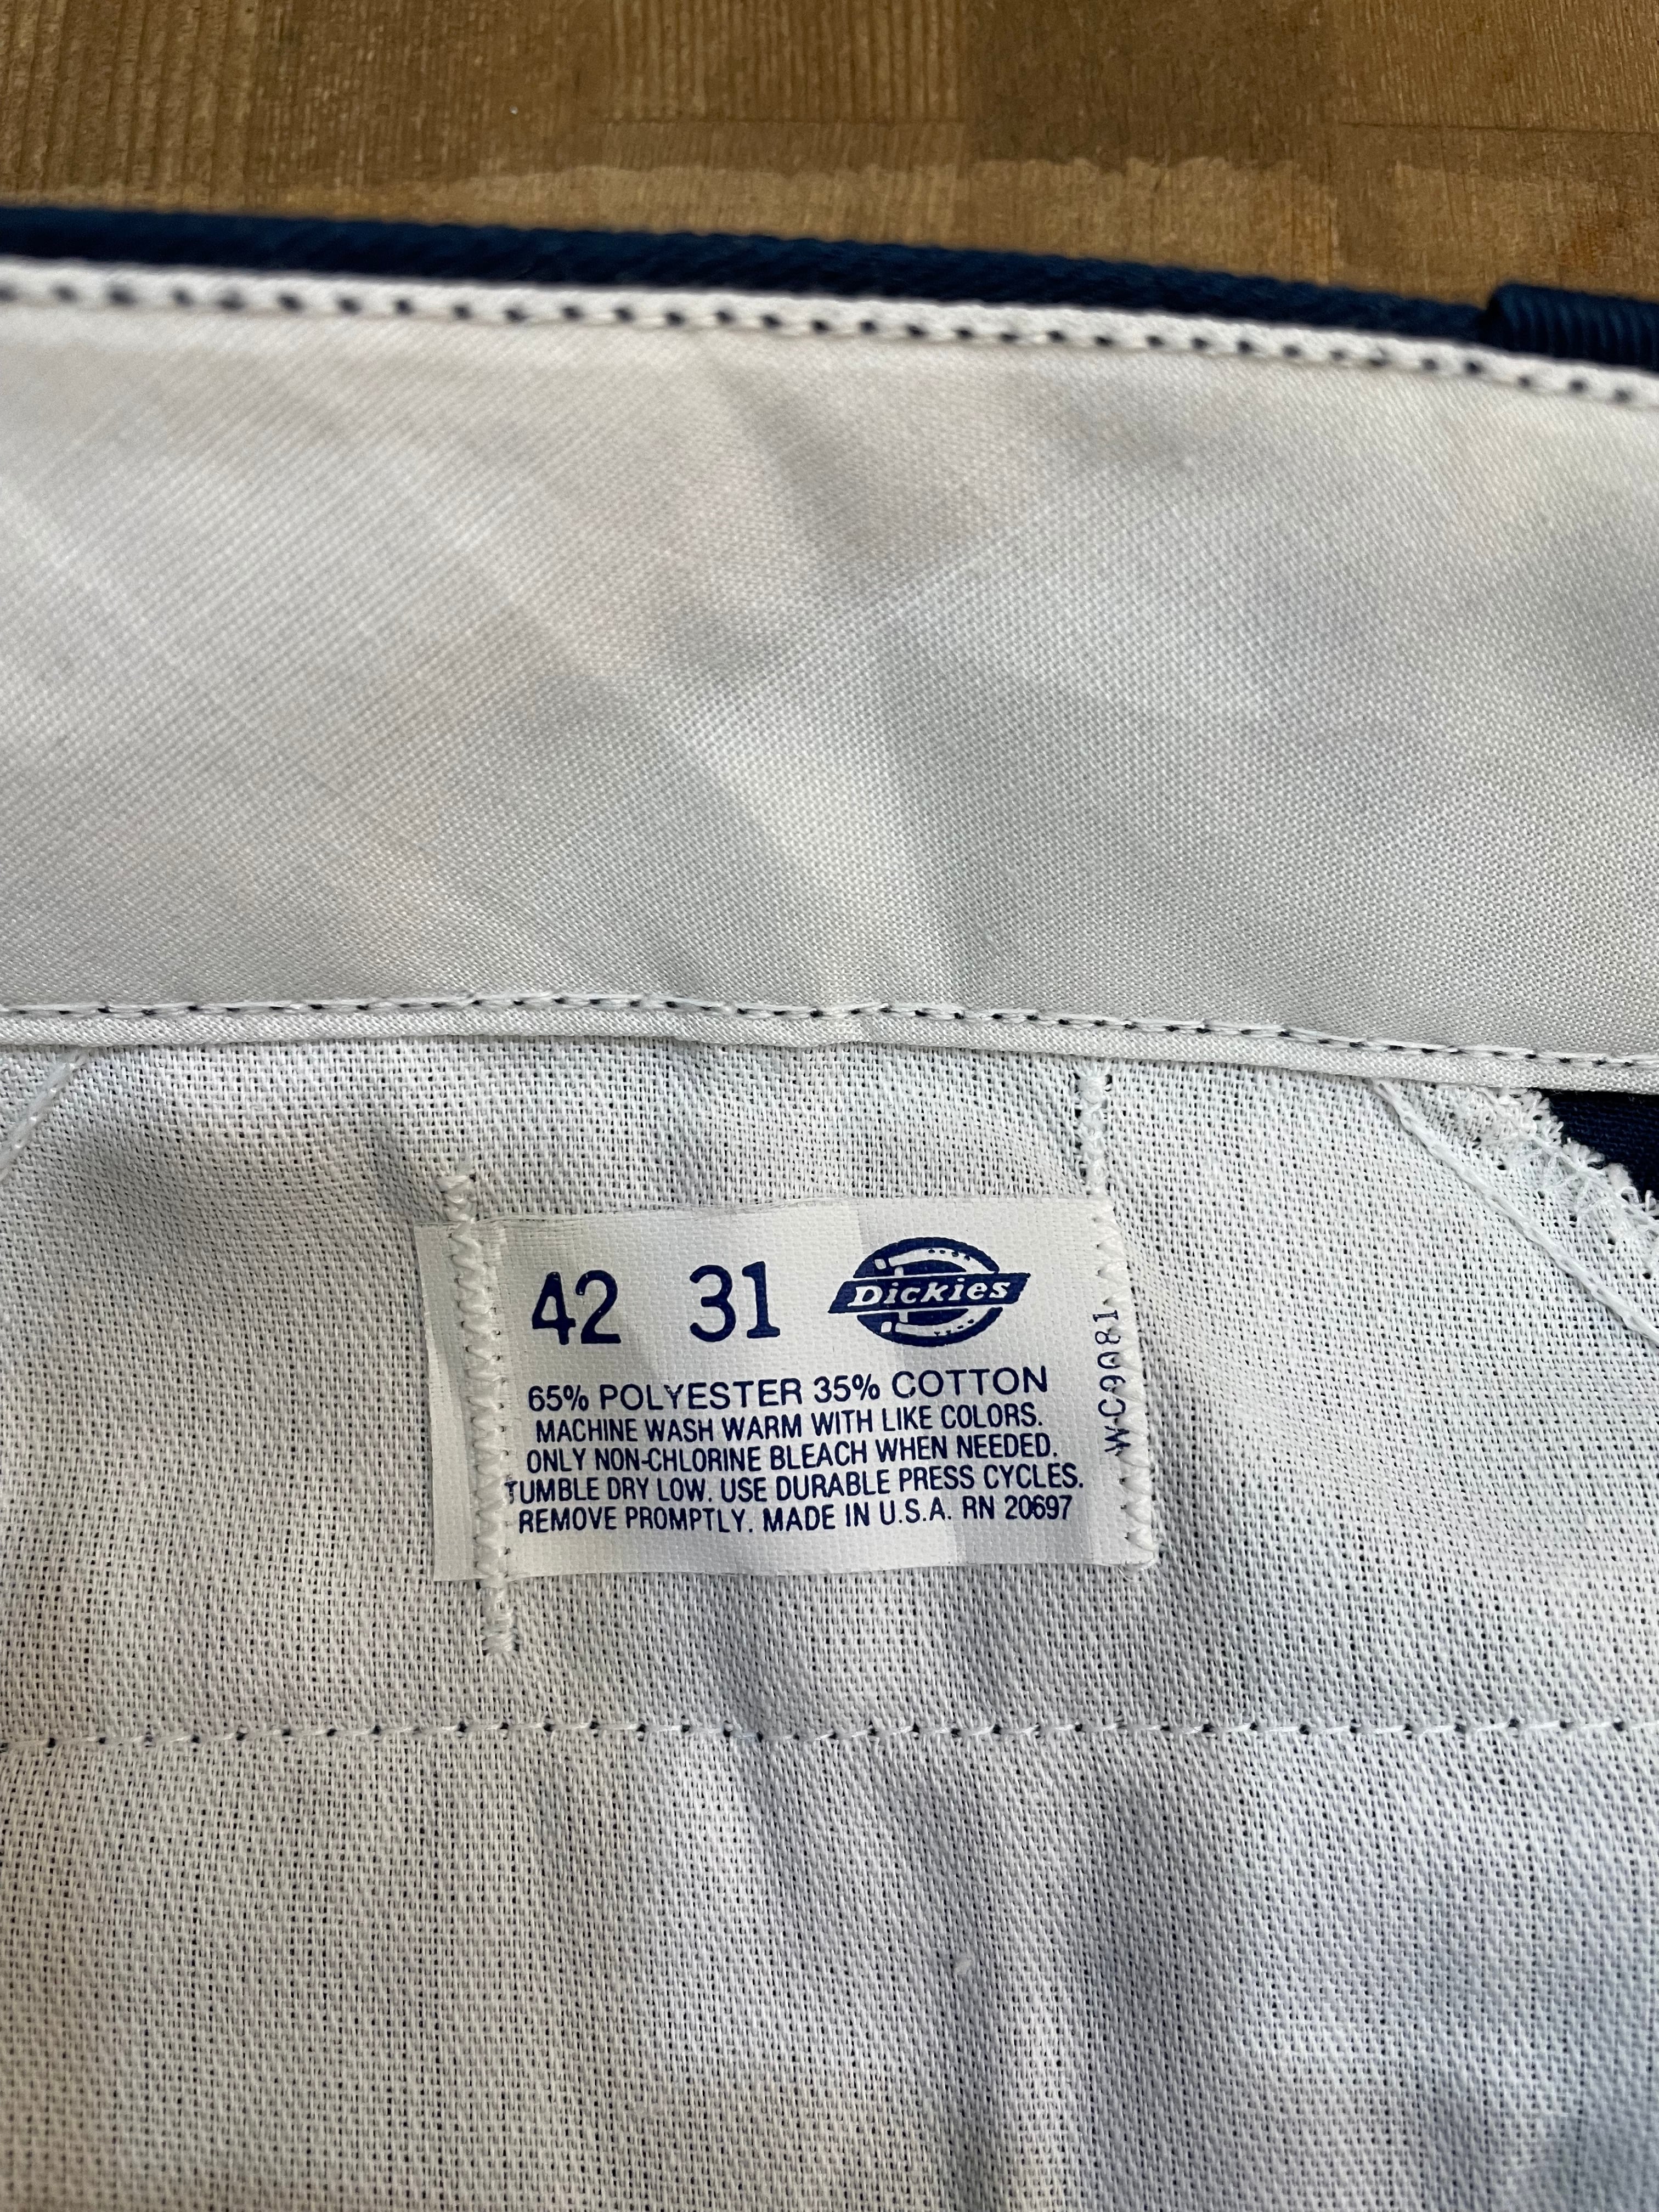 42 31 Dickies
65% POLYESTER 35% COTTON
MACHINE WASH WARM WITH LIKE COLORS.
ONLY NON-CHLORINE BLEACH WHEN NEEDED.
TUMBLE DRY LOW. USE DURABLE PRESS CYCLES.
REMOVE PROMPTLY. MADE IN U.S.A. RN 20697